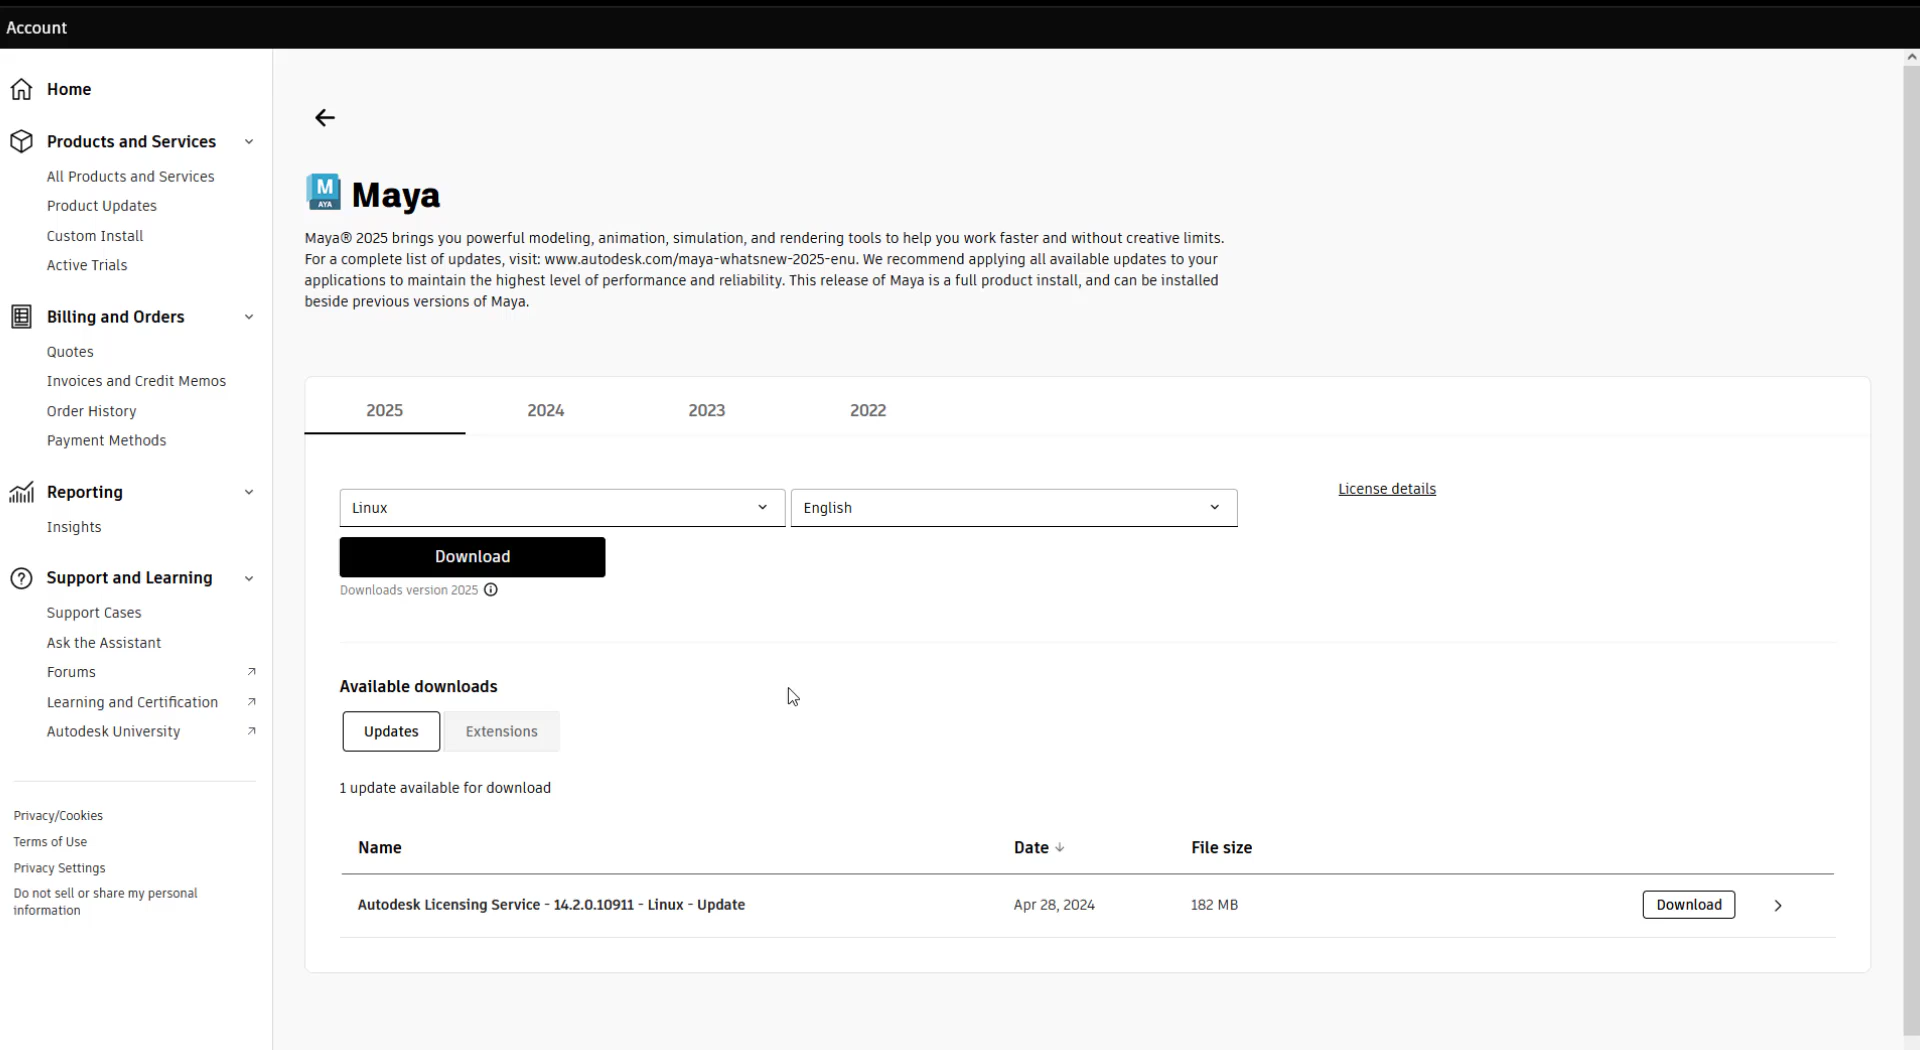 Account
Home
Products and Services
All Products and Services
Product Updates
Custom Install
Active Trials
Billing and Orders
Quotes
Invoices and Credit Memos
Order History
Payment Methods
Reporting
Insights
Support and Learning
Support Cases
Ask the Assistant
Forums
Learning and Certification
Autodesk University
Privacy/Cookies
Terms of Use
Privacy Settings
Do not sell or share my personal
information
M
AYA
Maya
Maya® 2025 brings you powerful modeling, animation, simulation, and rendering tools to help you work faster and without creative limits.
For a complete list of updates, visit: www.autodesk.com/maya-whatsnew-2025-enu. We recommend applying all available updates to your
applications to maintain the highest level of performance and reliability. This release of Maya is a full product install, and can be installed
beside previous versions of Maya.
2025 2024 2023 2022
Linux English License details
Download
Downloads version 2025
Available downloads
Updates Extensions
1 update available for download
Name Date File size
Autodesk Licensing Service - 14.2.0.10911 - Linux - Update Apr 28, 2024 182 MB Download